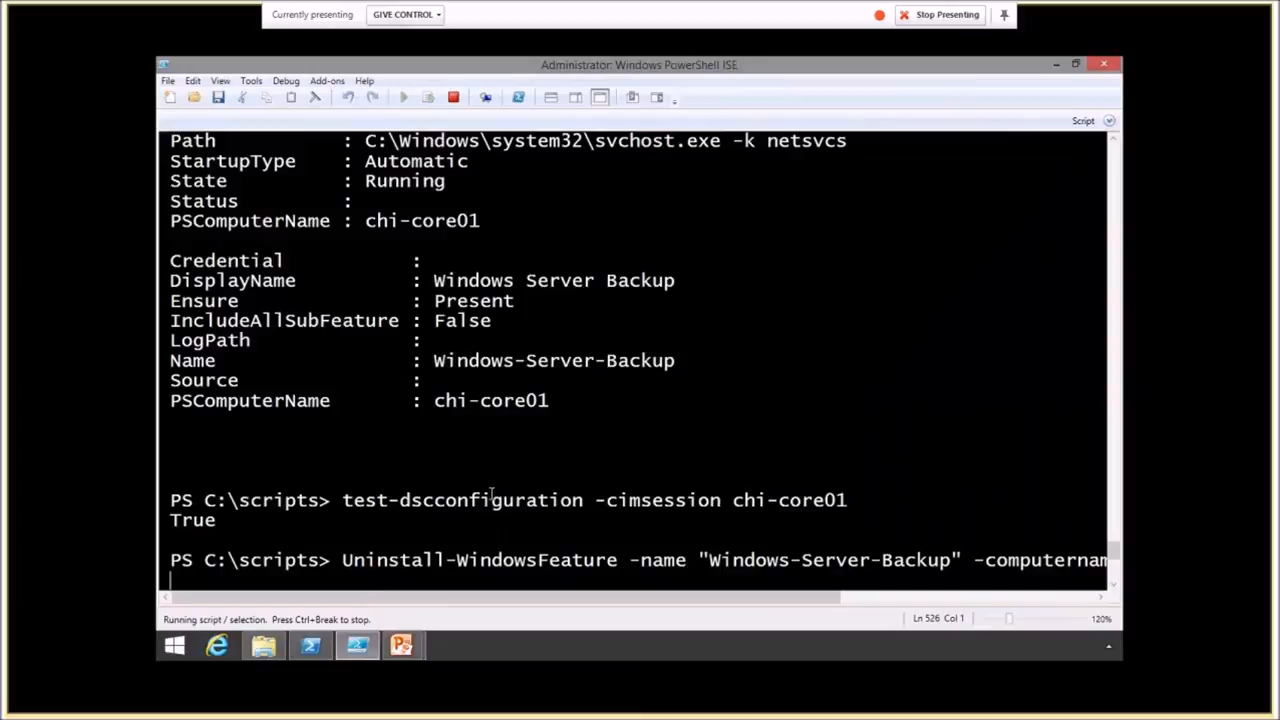 Currently presenting GIVE CONTROL Stop Presenting
Administrator: Windows PowerShell ISE
File Edit View Tools Debug Add-ons Help
Script
Path : C:\Windows\system32\svchost.exe -k netsvcs
StartupType : Automatic
State : Running
Status :
PSComputerName : chi-core01
Credential :
DisplayName : Windows Server Backup
Ensure : Present
IncludeAllSubFeature : False
LogPath :
Name : Windows-Server-Backup
Source :
PSComputerName : chi-core01
PS C:\scripts> test-dscconfiguration -cimsession chi-core01
True
PS C:\scripts> Uninstall-WindowsFeature -name "Windows-Server-Backup" -computernam
Running script / selection. Press Ctrl+Break to stop. Ln 526 Col 1 120%